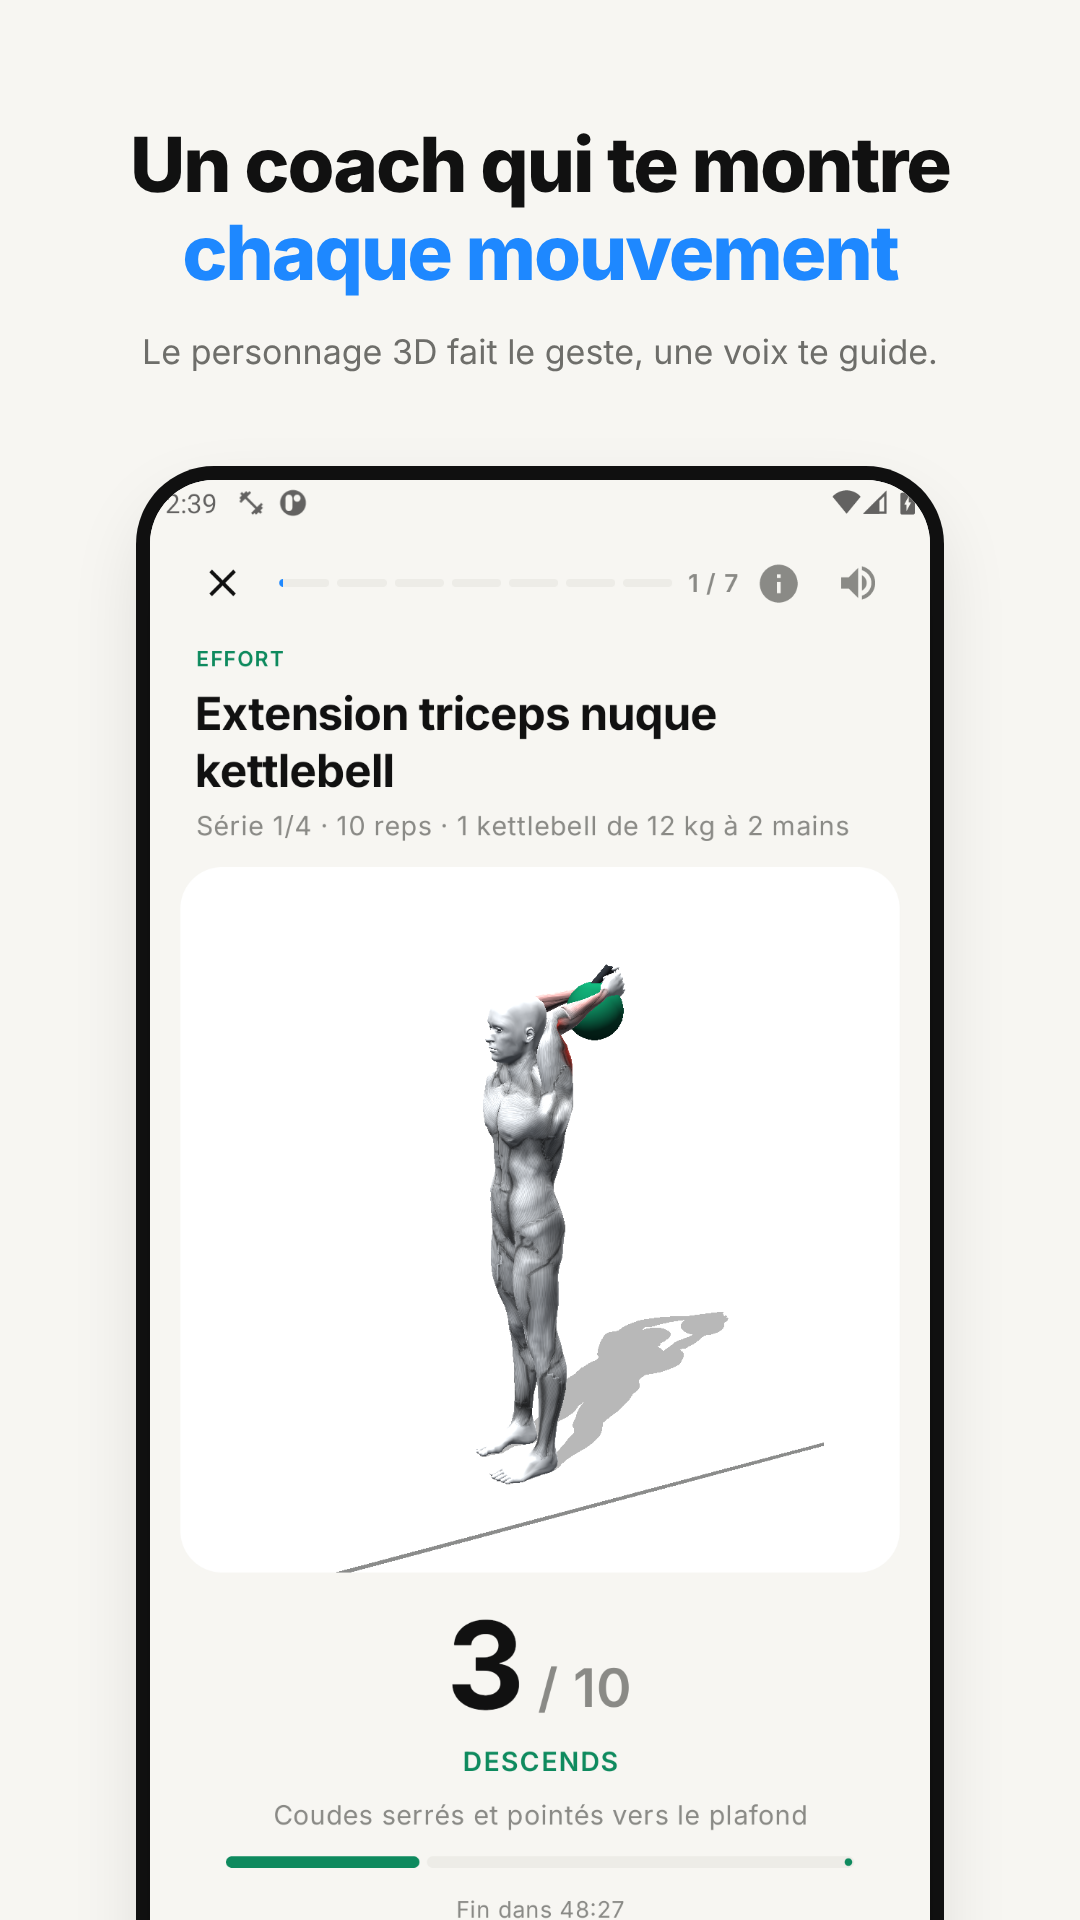 Un coach qui te montre
chaque mouvement
Le personnage 3D fait le geste, une voix te guide.
2:39
1 / 7
EFFORT
Extension triceps nuque
kettlebell
Série 1/4 · 10 reps · 1 kettlebell de 12 kg à 2 mains
3 / 10
DESCENDS
Coudes serrés et pointés vers le plafond
Fin dans 48:27